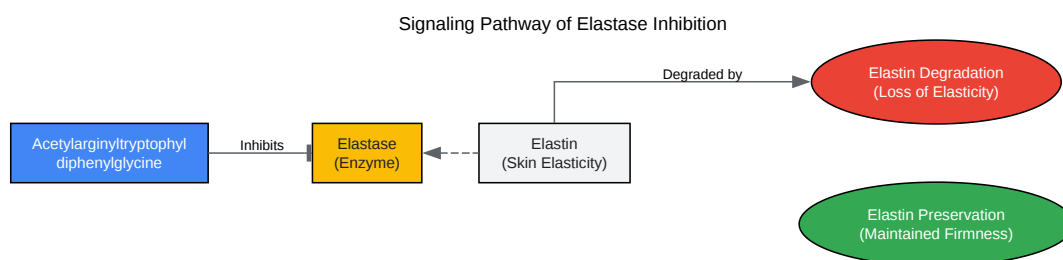 Signaling Pathway of Elastase Inhibition
Degraded by
Elastin Degradation
(Loss of Elasticity)
Acetylarginyltryptophyl
diphenylglycine
Inhibits
Elastase
(Enzyme)
Elastin
(Skin Elasticity)
Elastin Preservation
(Maintained Firmness)